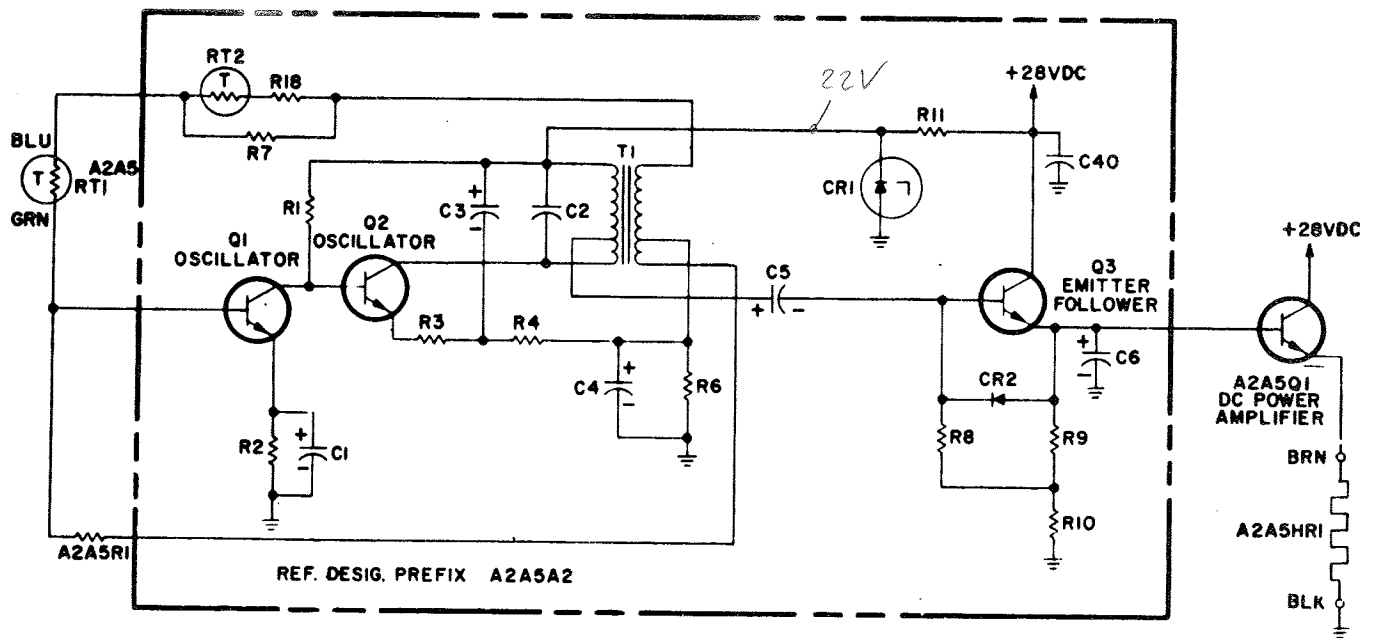 RT2
T
R18
R7
BLU
T
A2A5
RT1
GRN
22V
+28VDC
R11
C40
CR1
T1
R1
+
C3
-
C2
Q1
OSCILLATOR
Q2
OSCILLATOR
C5
+ -
Q3
EMITTER
FOLLOWER
+28VDC
R3
R4
+
C4
-
R6
+
C6
-
CR2
R8
R9
A2A5Q1
DC POWER
AMPLIFIER
R2
+
C1
-
BRN
R10
A2A5HR1
A2A5R1
REF. DESIG. PREFIX A2A5A2
BLK